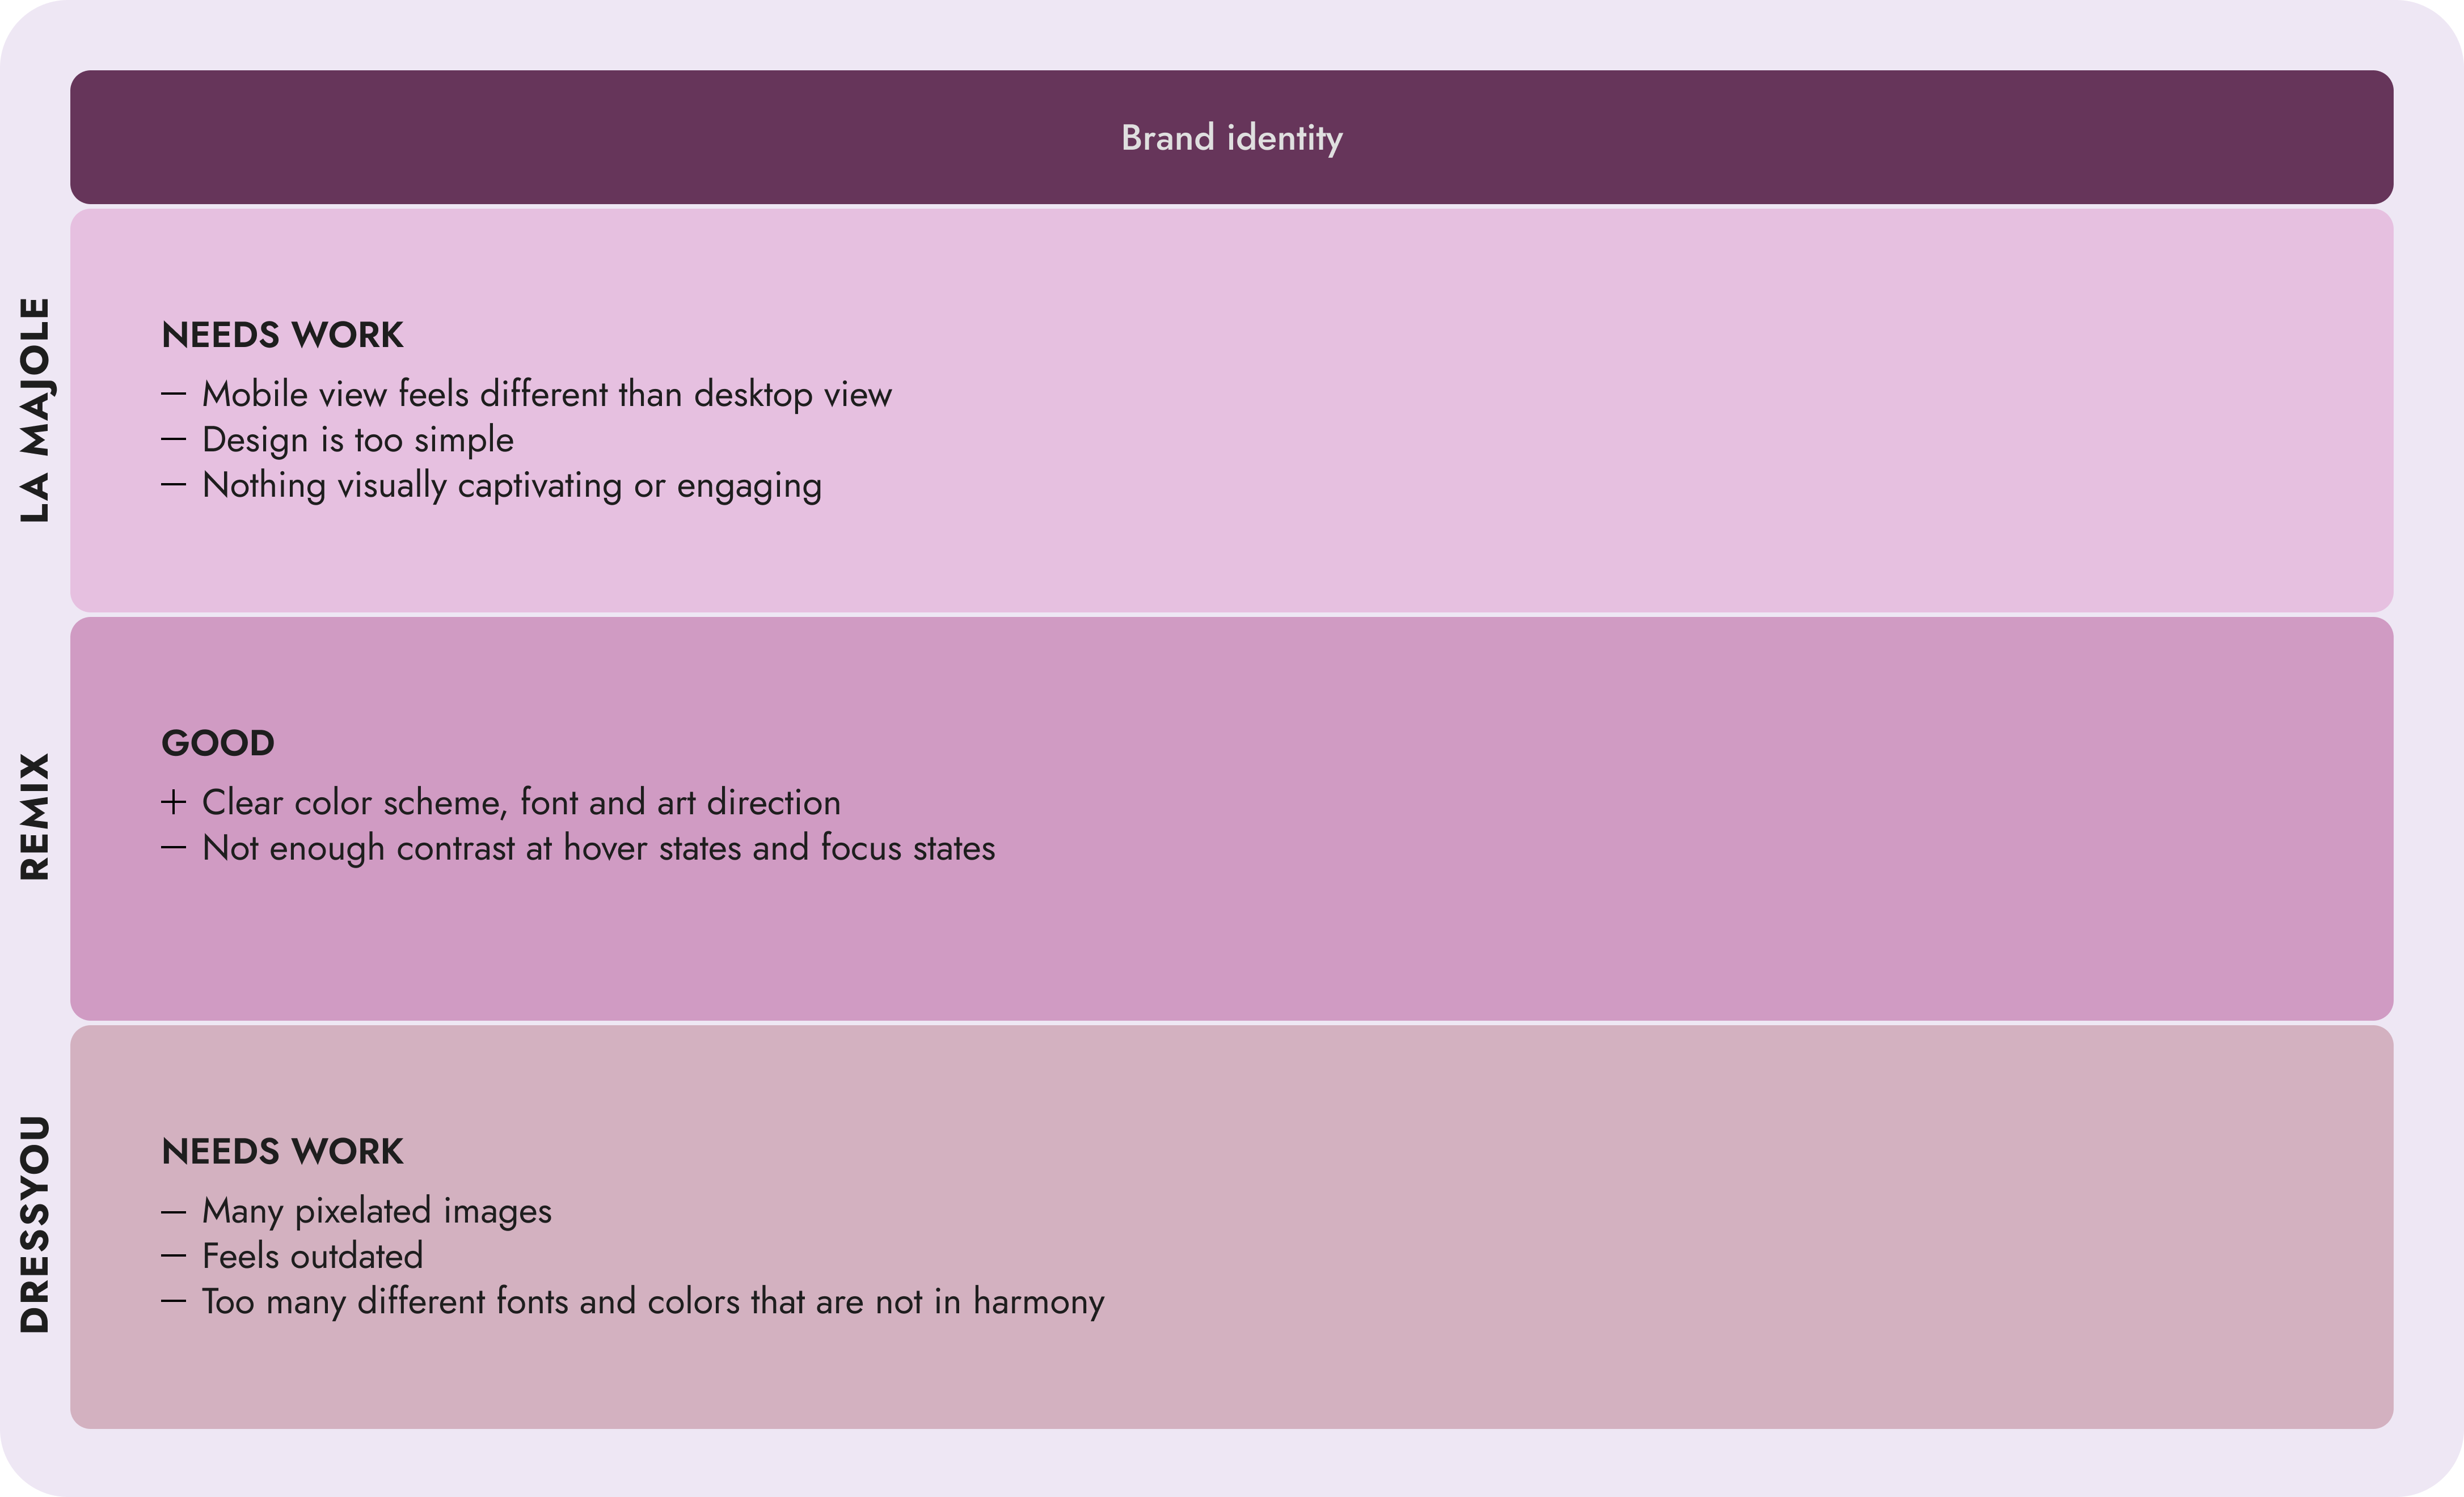 Brand identity
LA MAJOLE
NEEDS WORK
— Mobile view feels different than desktop view
— Design is too simple
— Nothing visually captivating or engaging
REMIX
GOOD
+ Clear color scheme, font and art direction
— Not enough contrast at hover states and focus states
DRESSYOU
NEEDS WORK
— Many pixelated images
— Feels outdated
— Too many different fonts and colors that are not in harmony